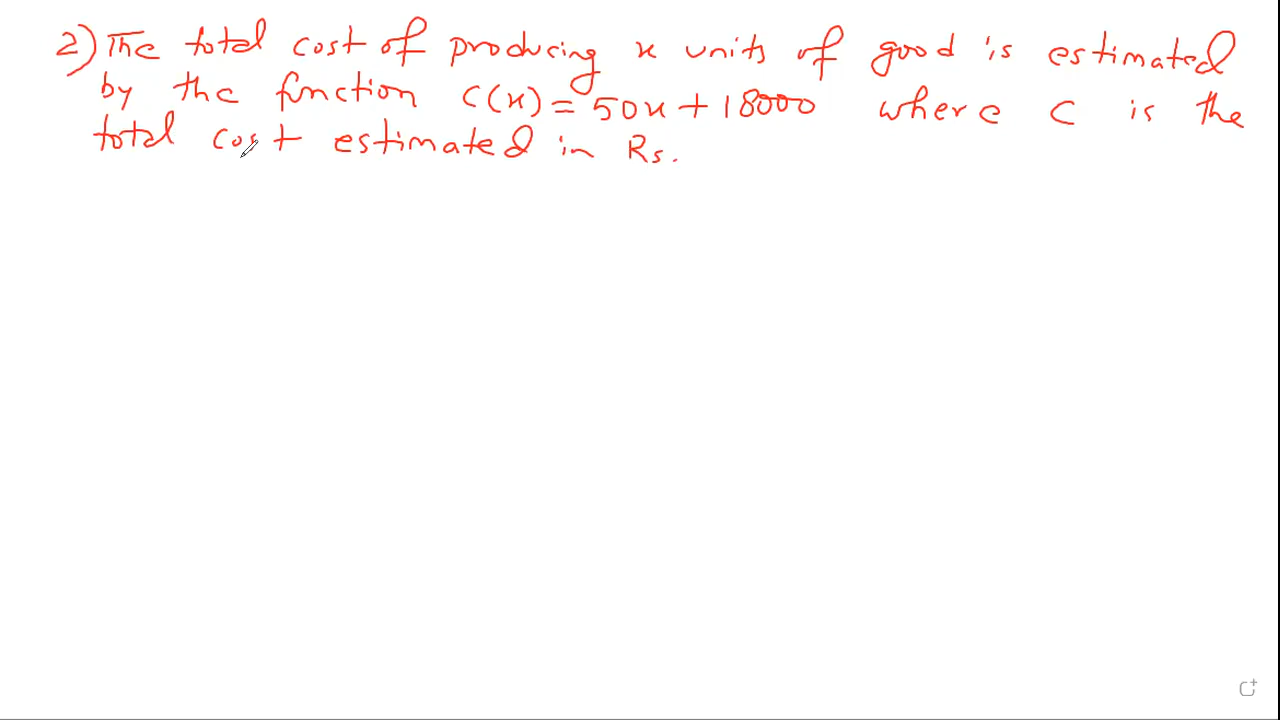 2) The total cost of producing x units of good is estimated
by the function C(x) = 50x + 18000 where C is the
total cost estimated in Rs.